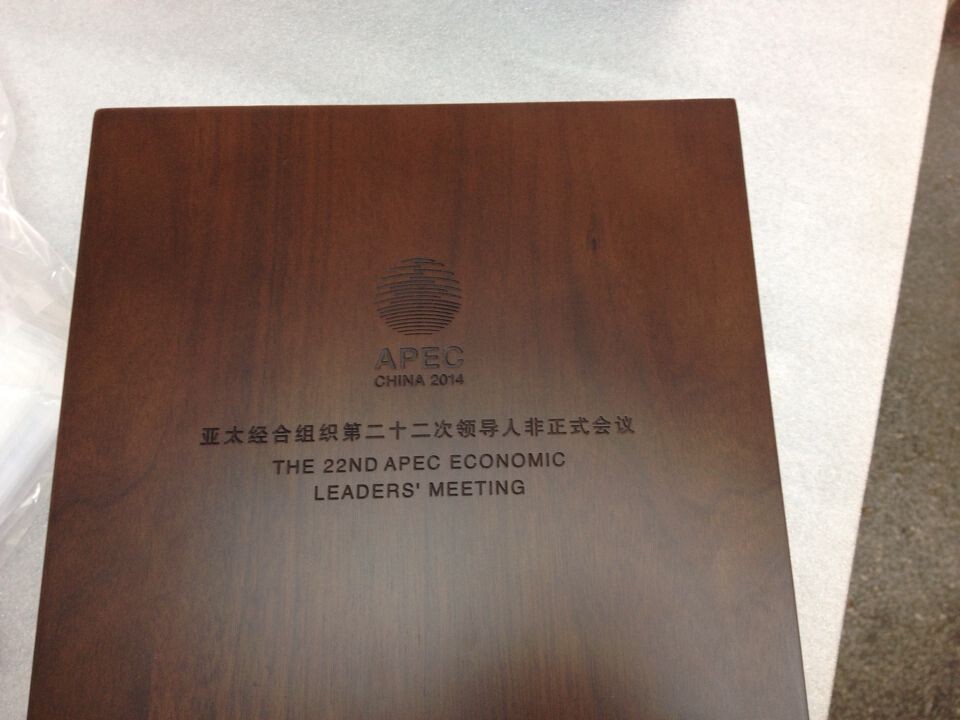 APEC
CHINA 2014
亚太经合组织第二十二次领导人非正式会议
THE 22ND APEC ECONOMIC
LEADERS' MEETING